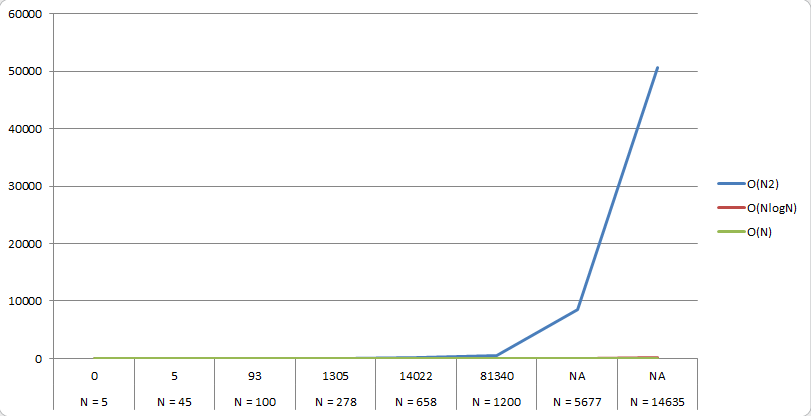 60000
50000
40000
30000
20000
10000
0
0 5 93 1305 14022 81340 NA NA
N = 5 N = 45 N = 100 N = 278 N = 658 N = 1200 N = 5677 N = 14635
O(N2)
O(NlogN)
O(N)